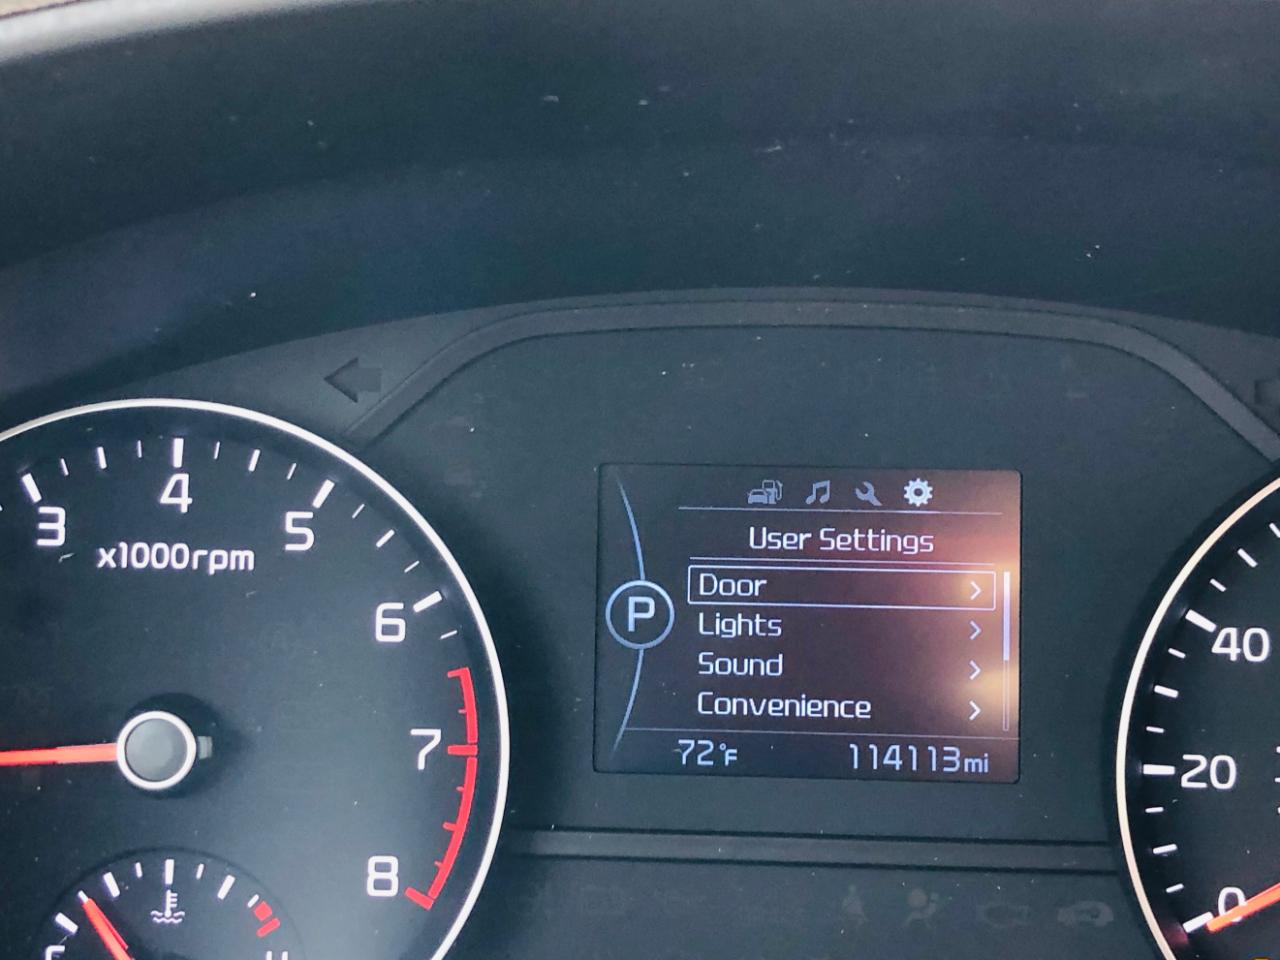 3
4
5
x1000rpm
6
7
8
H
User Settings
Door
Lights
Sound
Convenience
P
72°F
114113mi
40
20
0